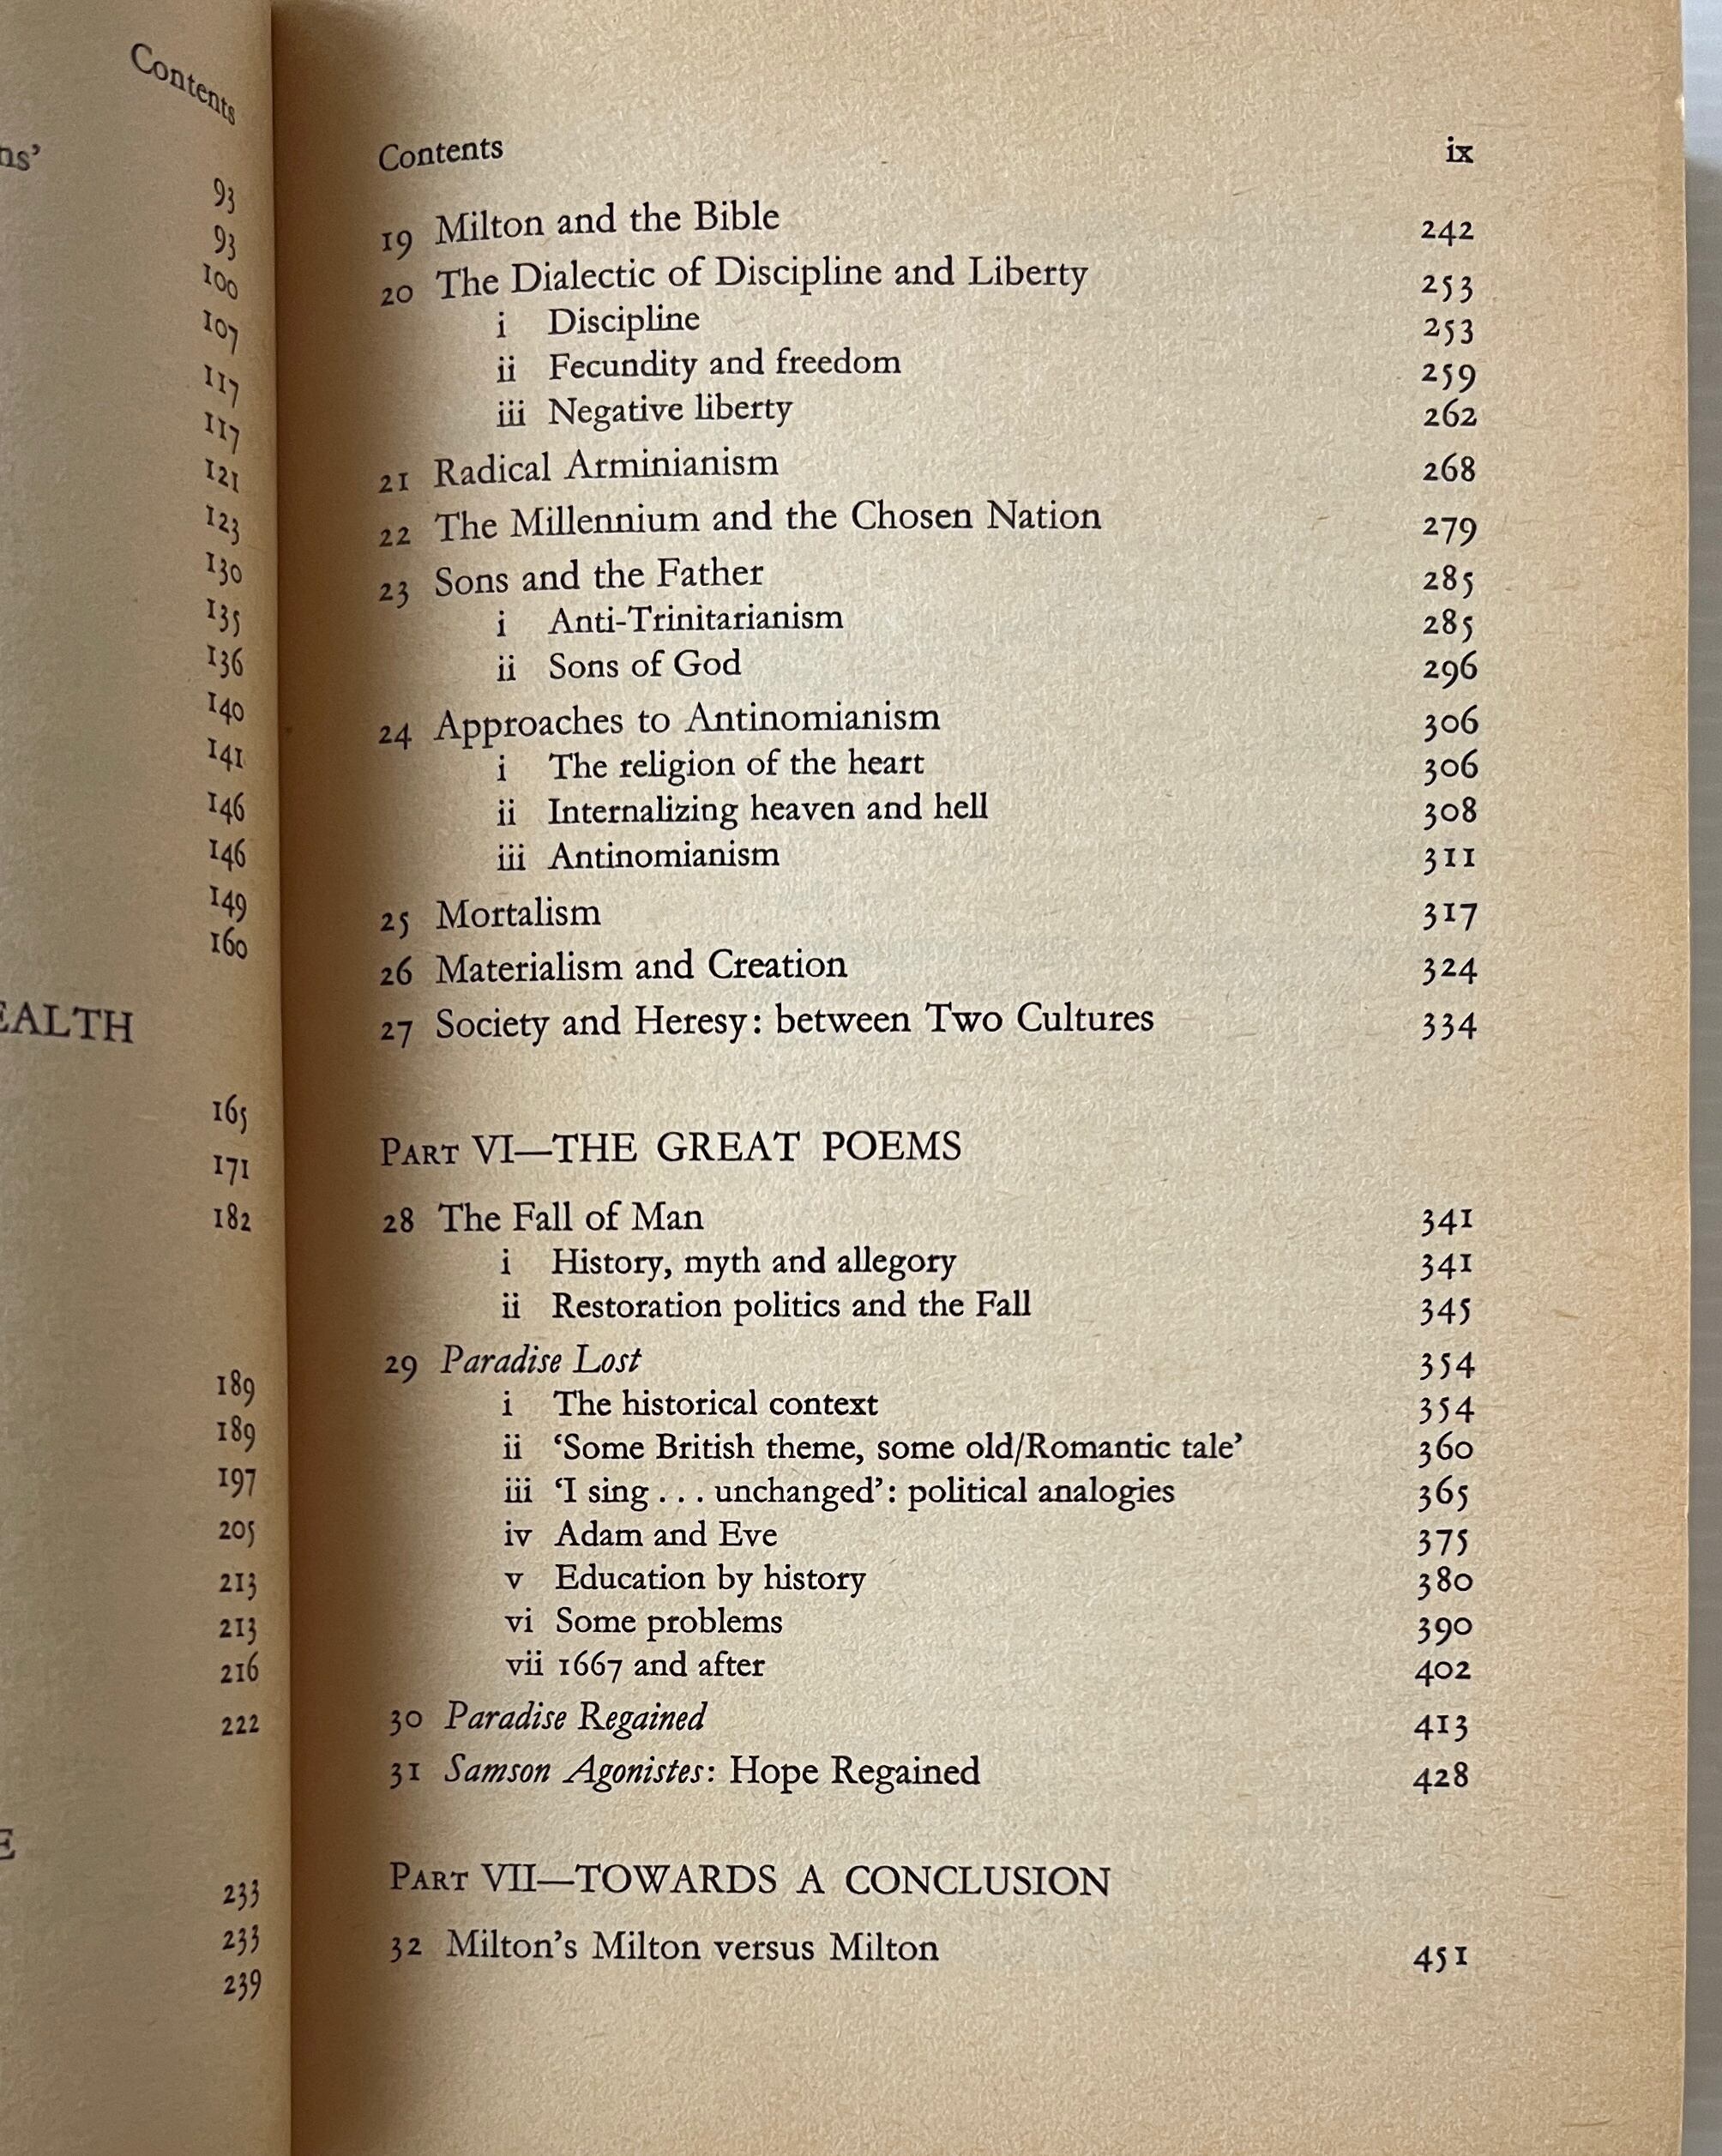 Contents
ns’
93
93
100
107
117
117
121
123
130
135
136
140
141
146
146
149
160
EALTH
165
171
182
189
189
197
205
213
213
216
222
E
233
233
239
Contents ix
19 Milton and the Bible 242
20 The Dialectic of Discipline and Liberty 253
i Discipline 253
ii Fecundity and freedom 259
iii Negative liberty 262
21 Radical Arminianism 268
22 The Millennium and the Chosen Nation 279
23 Sons and the Father 285
i Anti-Trinitarianism 285
ii Sons of God 296
24 Approaches to Antinomianism 306
i The religion of the heart 306
ii Internalizing heaven and hell 308
iii Antinomianism 311
25 Mortalism 317
26 Materialism and Creation 324
27 Society and Heresy: between Two Cultures 334
PART VI—THE GREAT POEMS
28 The Fall of Man 341
i History, myth and allegory 341
ii Restoration politics and the Fall 345
29 Paradise Lost 354
i The historical context 354
ii ‘Some British theme, some old/Romantic tale’ 360
iii ‘I sing . . . unchanged’: political analogies 365
iv Adam and Eve 375
v Education by history 380
vi Some problems 390
vii 1667 and after 402
30 Paradise Regained 413
31 Samson Agonistes: Hope Regained 428
PART VII—TOWARDS A CONCLUSION
32 Milton’s Milton versus Milton 451